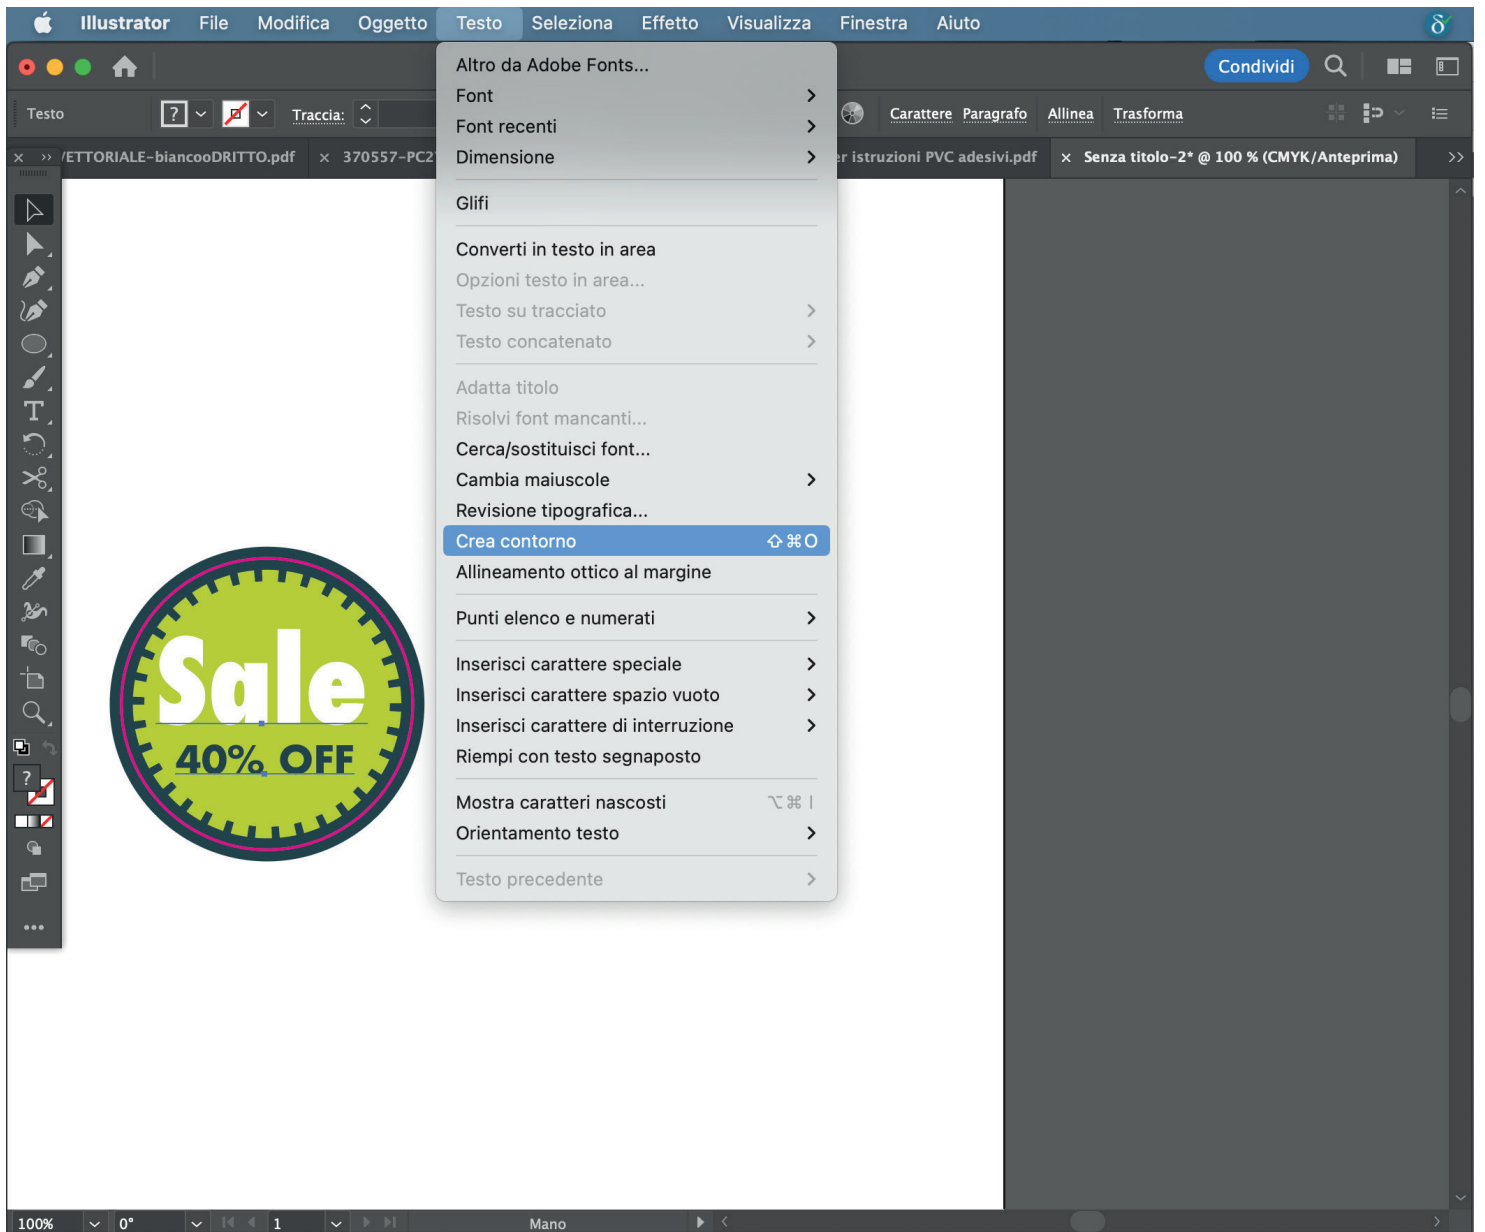 Illustrator File Modifica Oggetto Testo Seleziona Effetto Visualizza Finestra Aiuto
Condividi
Testo ? Traccia: Carattere Paragrafo Allinea Trasforma
ETTORIALE-biancooDRITTO.pdf × 370557-PC2 r istruzioni PVC adesivi.pdf × Senza titolo-2* @ 100 % (CMYK/Anteprima)
Altro da Adobe Fonts...
Font
Font recenti
Dimensione
Glifi
Converti in testo in area
Opzioni testo in area...
Testo su tracciato
Testo concatenato
Adatta titolo
Risolvi font mancanti...
Cerca/sostituisci font...
Cambia maiuscole
Revisione tipografica...
Crea contorno ⇧⌘O
Allineamento ottico al margine
Punti elenco e numerati
Inserisci carattere speciale
Inserisci carattere spazio vuoto
Inserisci carattere di interruzione
Riempi con testo segnaposto
Mostra caratteri nascosti ⌥⌘I
Orientamento testo
Testo precedente
Sale
40% OFF
?
100% 0° 1 Mano